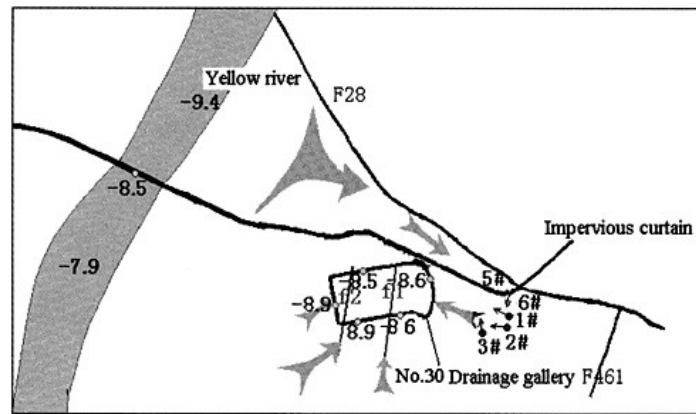 Yellow river
F28
-9.4
-8.5
-7.9
Impervious curtain
5#
6#
1#
2#
3#
-8.5
-8.6
f2
f1
-8.9
8.9
-8 6
No.30 Drainage gallery F461